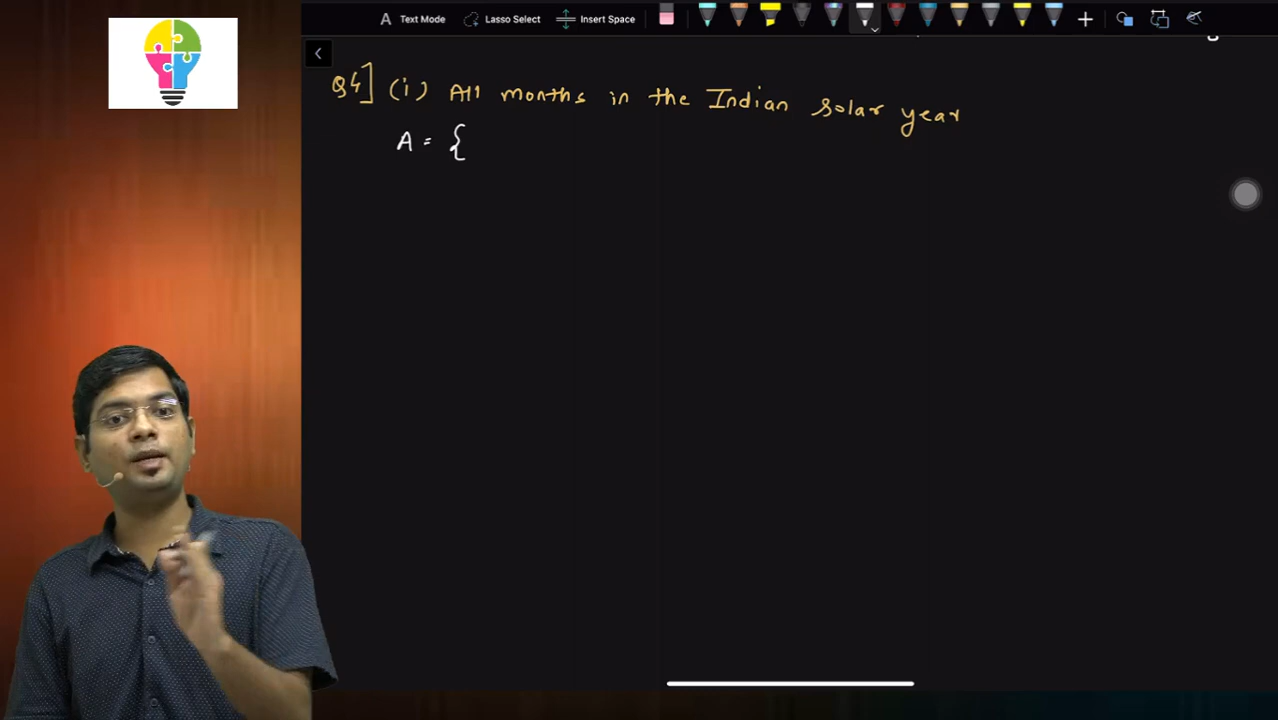 A Text Mode Lasso Select Insert Space
Q4] (i) All months in the Indian Solar year
A = {